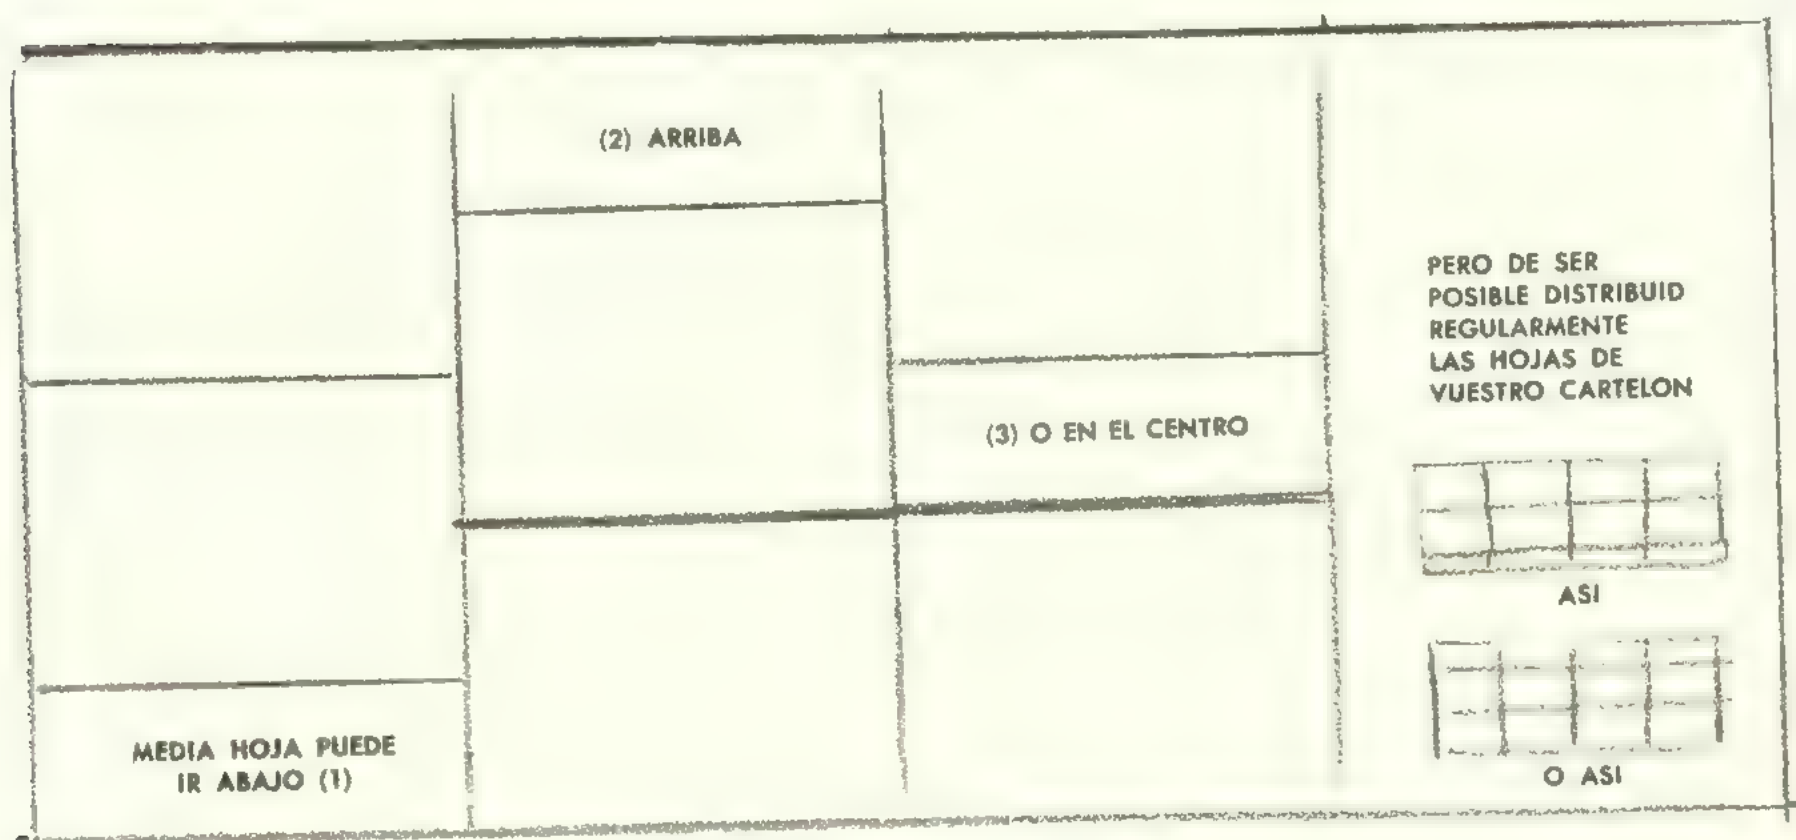 (2) ARRIBA
MEDIA HOJA PUEDE
IR ABAJO (1)
(3) O EN EL CENTRO
PERO DE SER
POSIBLE DISTRIBUID
REGULARMENTE
LAS HOJAS DE
VUESTRO CARTELON
ASI
O ASI